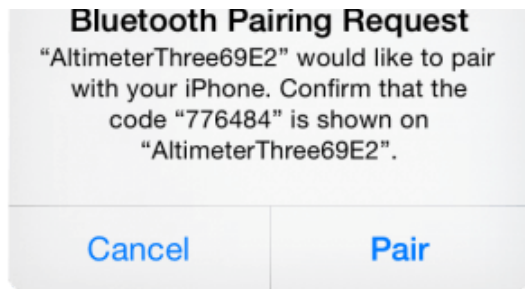 Bluetooth Pairing Request
“AltimeterThree69E2” would like to pair
with your iPhone. Confirm that the
code “776484” is shown on
“AltimeterThree69E2”.
Cancel
Pair